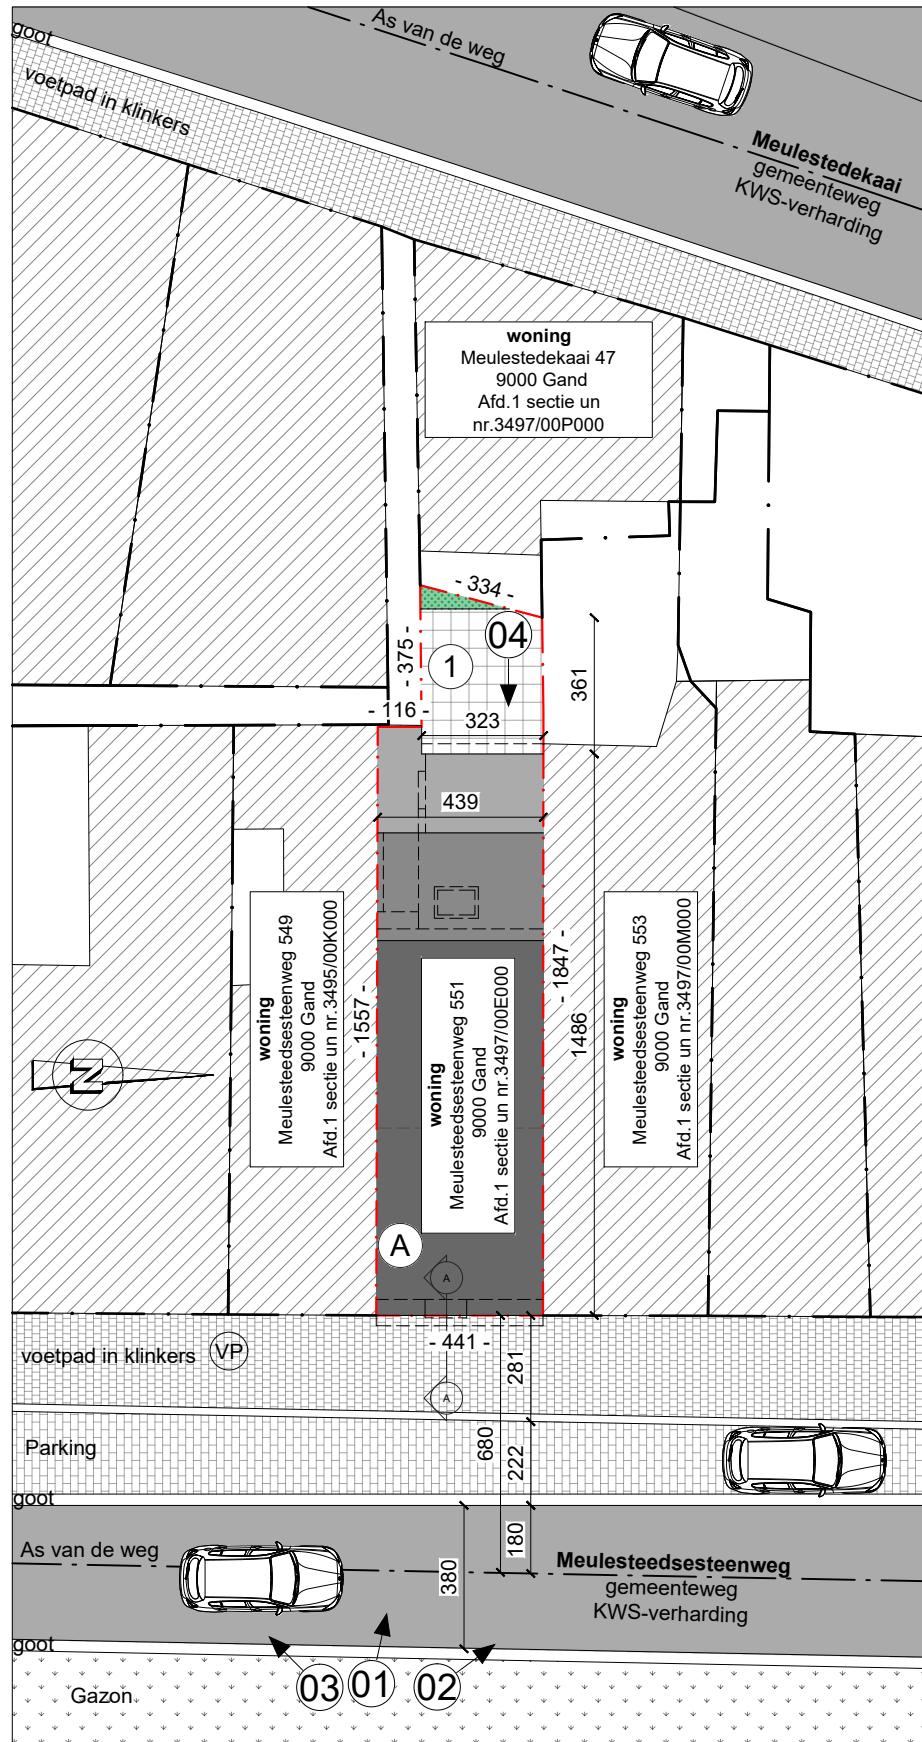 goot
As van de weg
voetpad in klinkers
Meulestedekaai
gemeenteweg
KWS-verharding
woning
Meulestedekaai 47
9000 Gand
Afd.1 sectie un
nr.3497/00P000
- 334 -
04
- 375 -
1
361
- 116 -
323
439
woning
Meulesteedsesteenweg 549
9000 Gand
Afd.1 sectie un nr.3495/00K000
- 1557 -
woning
Meulesteedsesteenweg 551
9000 Gand
Afd.1 sectie un nr.3497/00E000
- 1847 -
1486
woning
Meulesteedsesteenweg 553
9000 Gand
Afd.1 sectie un nr.3497/00M000
N
A
A
- 441 -
voetpad in klinkers
VP
281
A
Parking
680
222
goot
As van de weg
380
180
Meulesteedsesteenweg
gemeenteweg
KWS-verharding
goot
03
01
02
Gazon